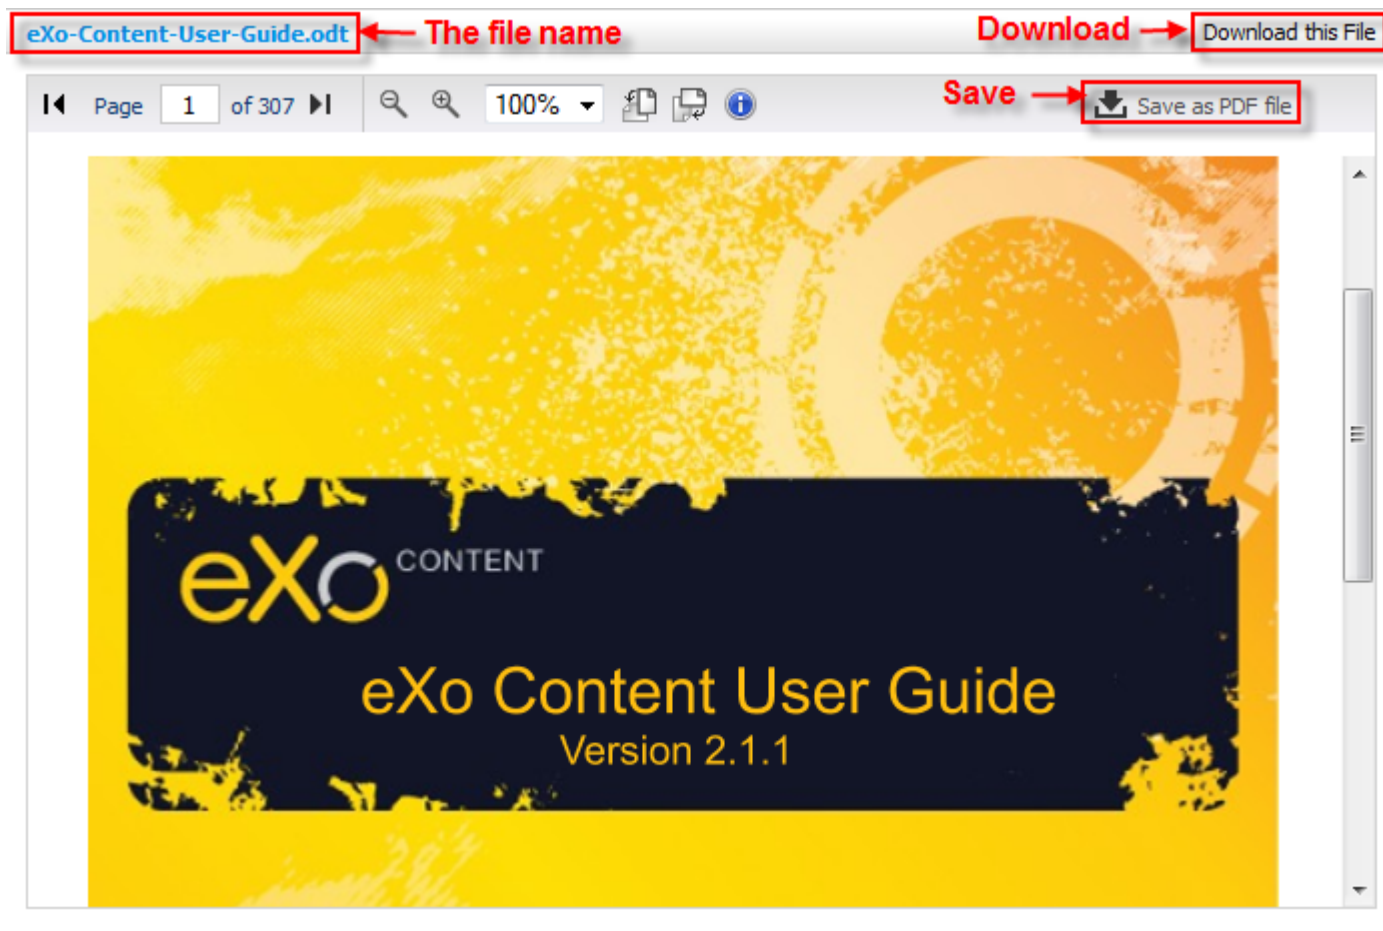 eXo-Content-User-Guide.odt The file name Download Download this File
Page 1 of 307 100% Save Save as PDF file
eXo CONTENT
eXo Content User Guide
Version 2.1.1